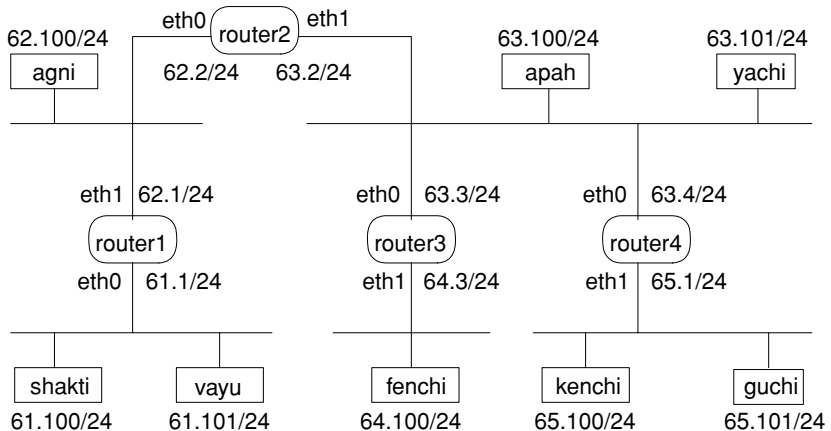 eth0 eth1
router2
62.100/24 63.100/24 63.101/24
agni 62.2/24 63.2/24 apah yachi
eth1 62.1/24 eth0 63.3/24 eth0 63.4/24
router1 router3 router4
eth0 61.1/24 eth1 64.3/24 eth1 65.1/24
shakti vayu fenchi kenchi guchi
61.100/24 61.101/24 64.100/24 65.100/24 65.101/24